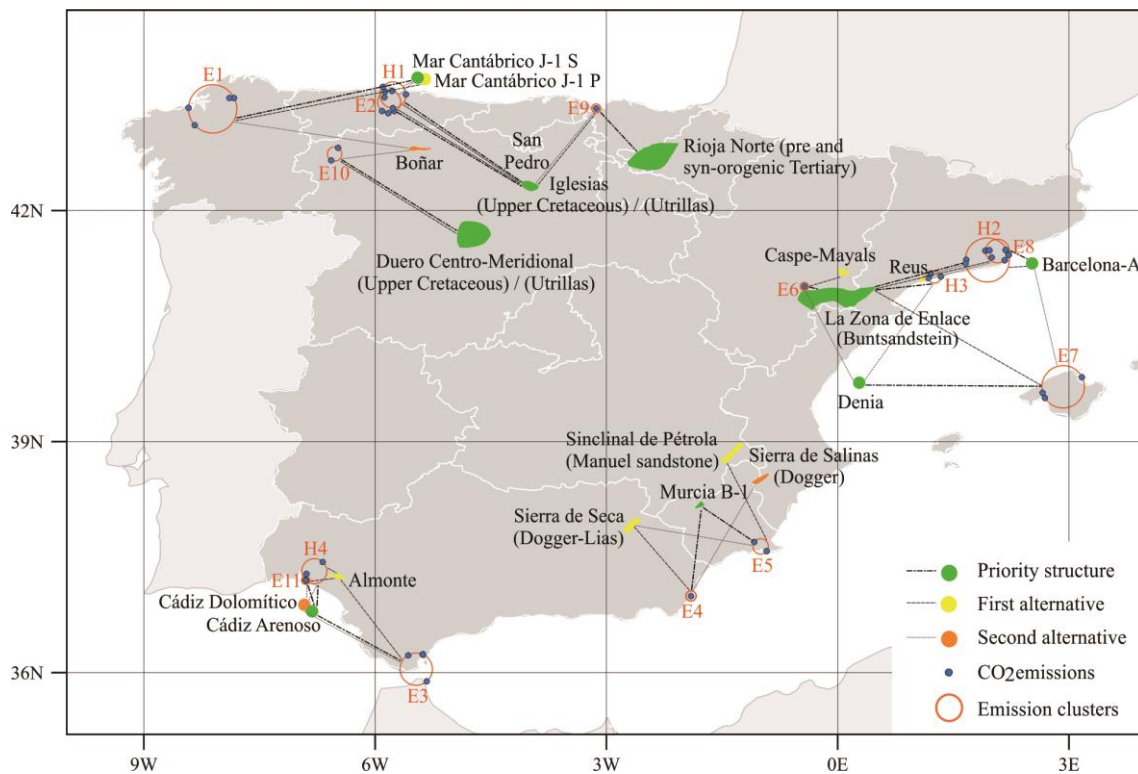 Mar Cantábrico J-1 S
Mar Cantábrico J-1 P
E1
H1
E2
E9
San
Pedro
Rioja Norte (pre and
syn-orogenic Tertiary)
Boñar
E10
Iglesias
(Upper Cretaceous) / (Utrillas)
42N
Duero Centro-Meridional
(Upper Cretaceous) / (Utrillas)
H2
E8
Caspe-Mayals
Reus
Barcelona-A
E6
H3
La Zona de Enlace
(Buntsandstein)
E7
Denia
39N
Sinclinal de Pétrola
(Manuel sandstone)
Sierra de Salinas
(Dogger)
Murcia B-1
Sierra de Seca
(Dogger-Lias)
E5
H4
E11
Almonte
E4
Cádiz Dolomítico
Cádiz Arenoso
36N
E3
Priority structure
First alternative
Second alternative
CO2emissions
Emission clusters
9W
6W
3W
0E
3E